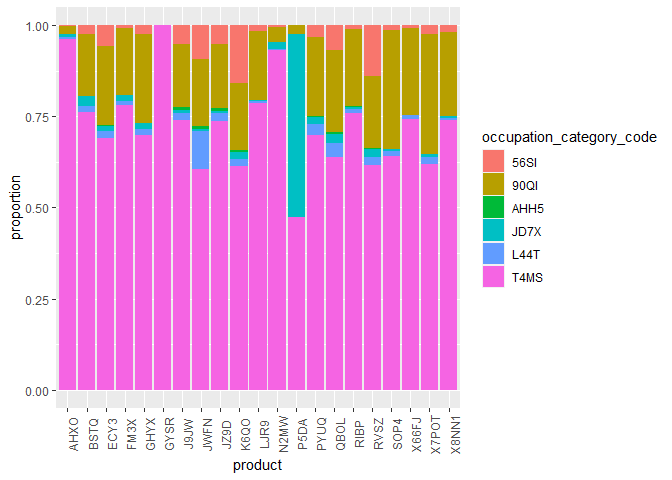 1.00
0.75
0.50
0.25
0.00
proportion
AHXO
BSTQ
ECY3
FM3X
GHYX
GYSR
J9JW
JWFN
JZ9D
K6QO
LJR9
N2MW
P5DA
PYUQ
QBOL
RIBP
RVSZ
SOP4
X66FJ
X7POT
X8NN1
product
occupation_category_code
56SI
90QI
AHH5
JD7X
L44T
T4MS